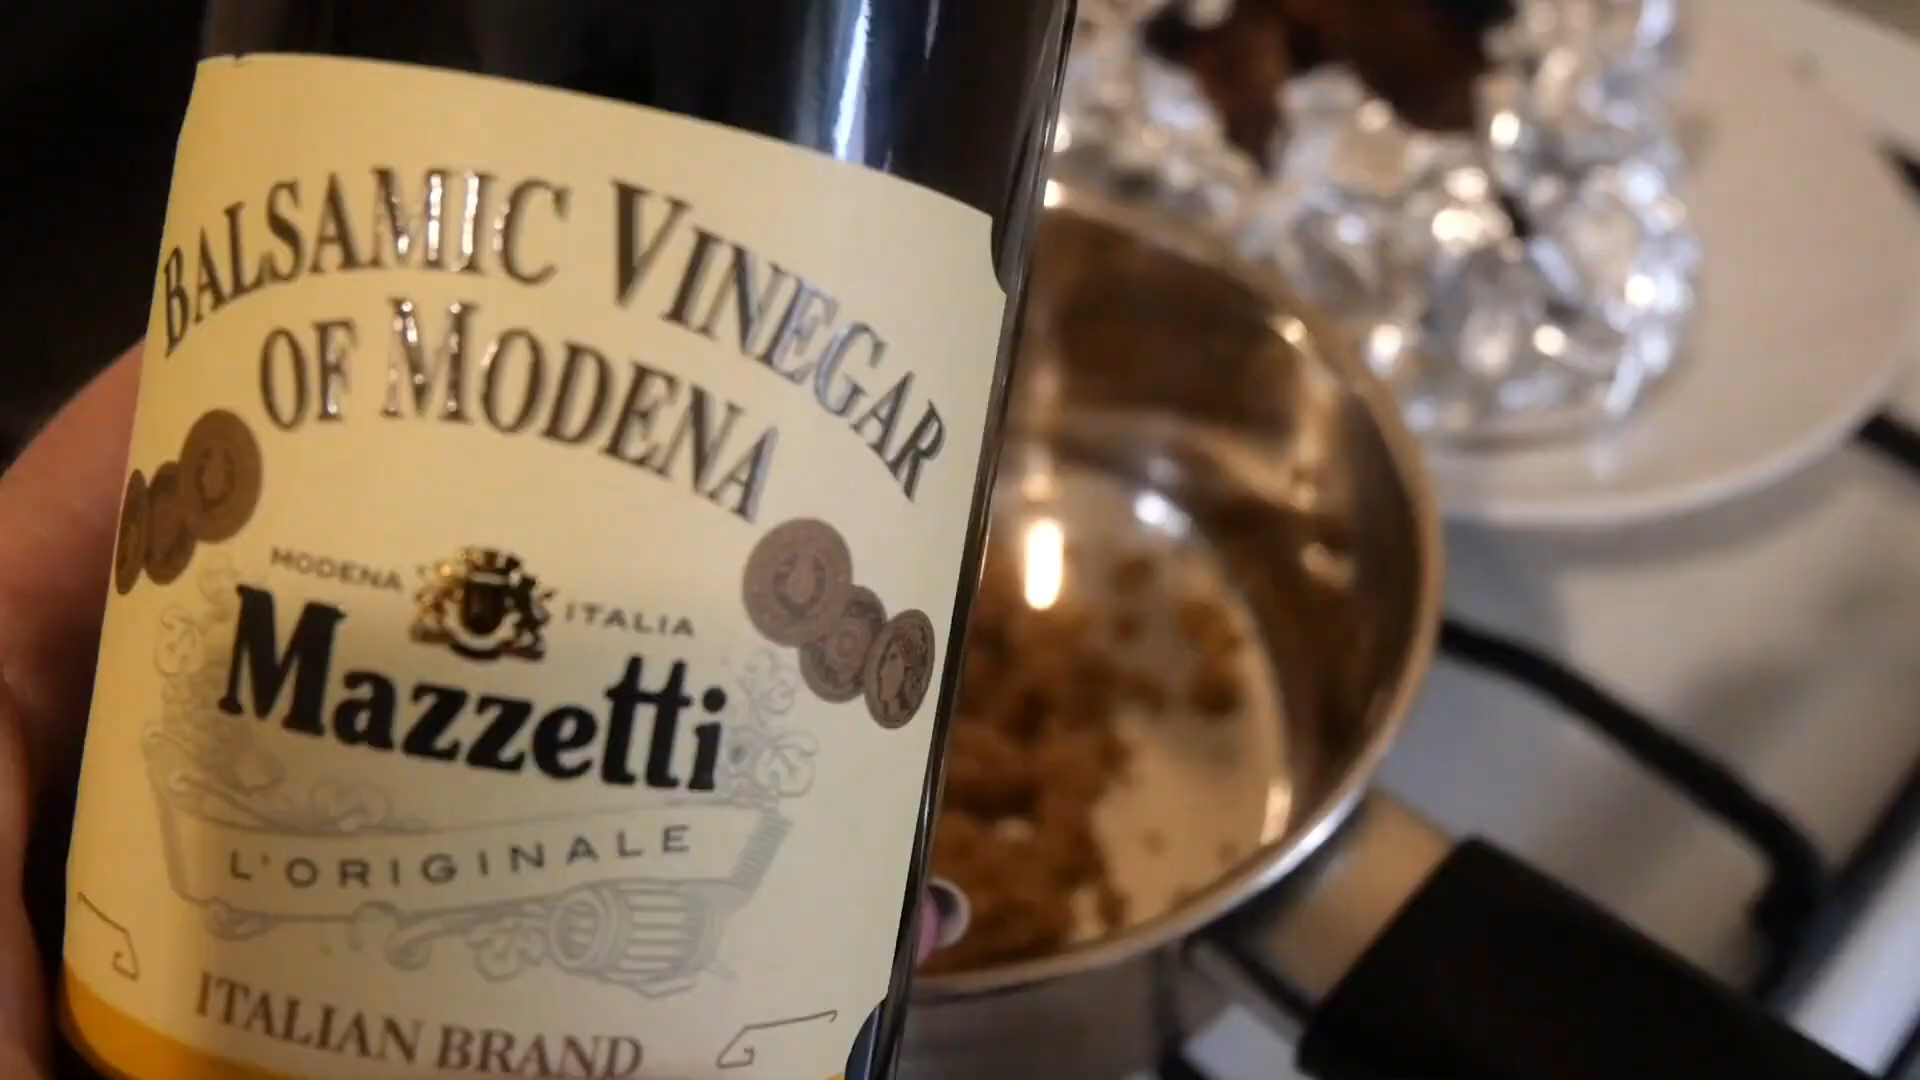 BALSAMIC VINEGAR
OF MODENA
MODENA ITALIA
Mazzetti
L'ORIGINALE
ITALIAN BRAND